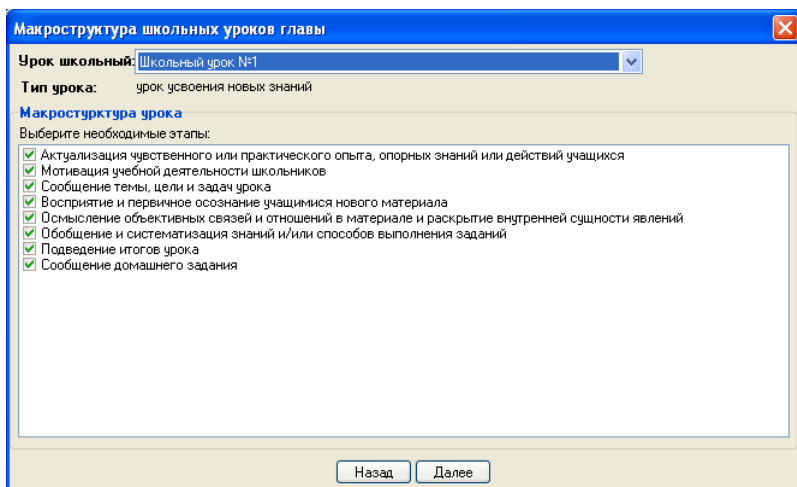 Макроструктура школьных уроков главы
Урок школьный: Школьный урок №1
Тип урока: урок усвоения новых знаний
Макростурктура урока
Выберите необходимые этапы:
Актуализация чувственного или практического опыта, опорных знаний или действий учащихся
Мотивация учебной деятельности школьников
Сообщение темы, цели и задач урока
Восприятие и первичное осознание учащимися нового материала
Осмысление объективных связей и отношений в материале и раскрытие внутренней сущности явлений
Обобщение и систематизация знаний и/или способов выполнения заданий
Подведение итогов урока
Сообщение домашнего задания
Назад Далее